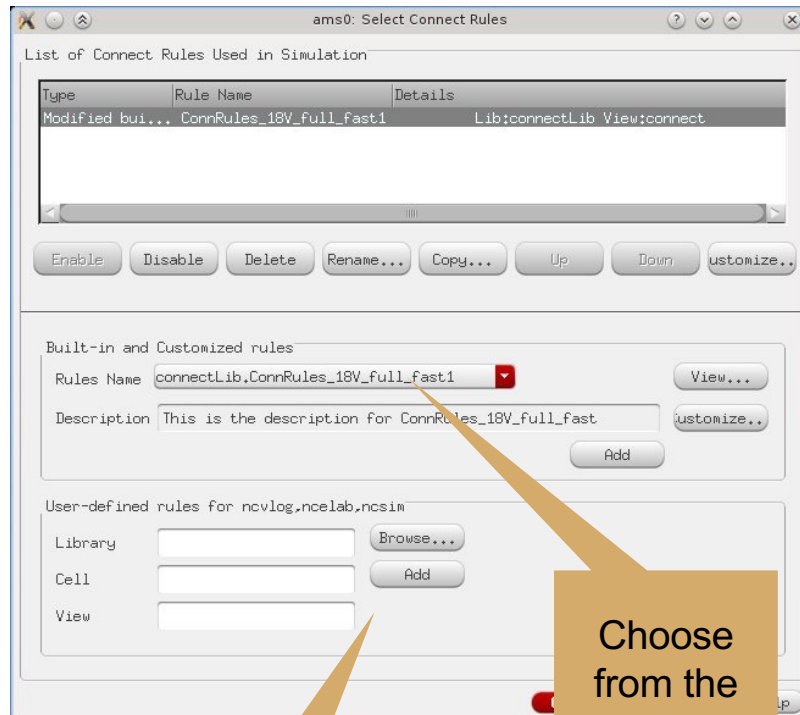 ams0: Select Connect Rules
List of Connect Rules Used in Simulation
Type Rule Name Details
Modified bui... ConnRules_18V_full_fast1 Lib:connectLib View:connect
Enable Disable Delete Rename... Copy... Up Down ustomize..
Built-in and Customized rules
Rules Name connectLib.ConnRules_18V_full_fast1 View...
Description This is the description for ConnRules_18V_full_fast ustomize..
Add
User-defined rules for ncvlog,ncelab,ncsim
Library Browse...
Cell Add
View
Choose
from the
lp